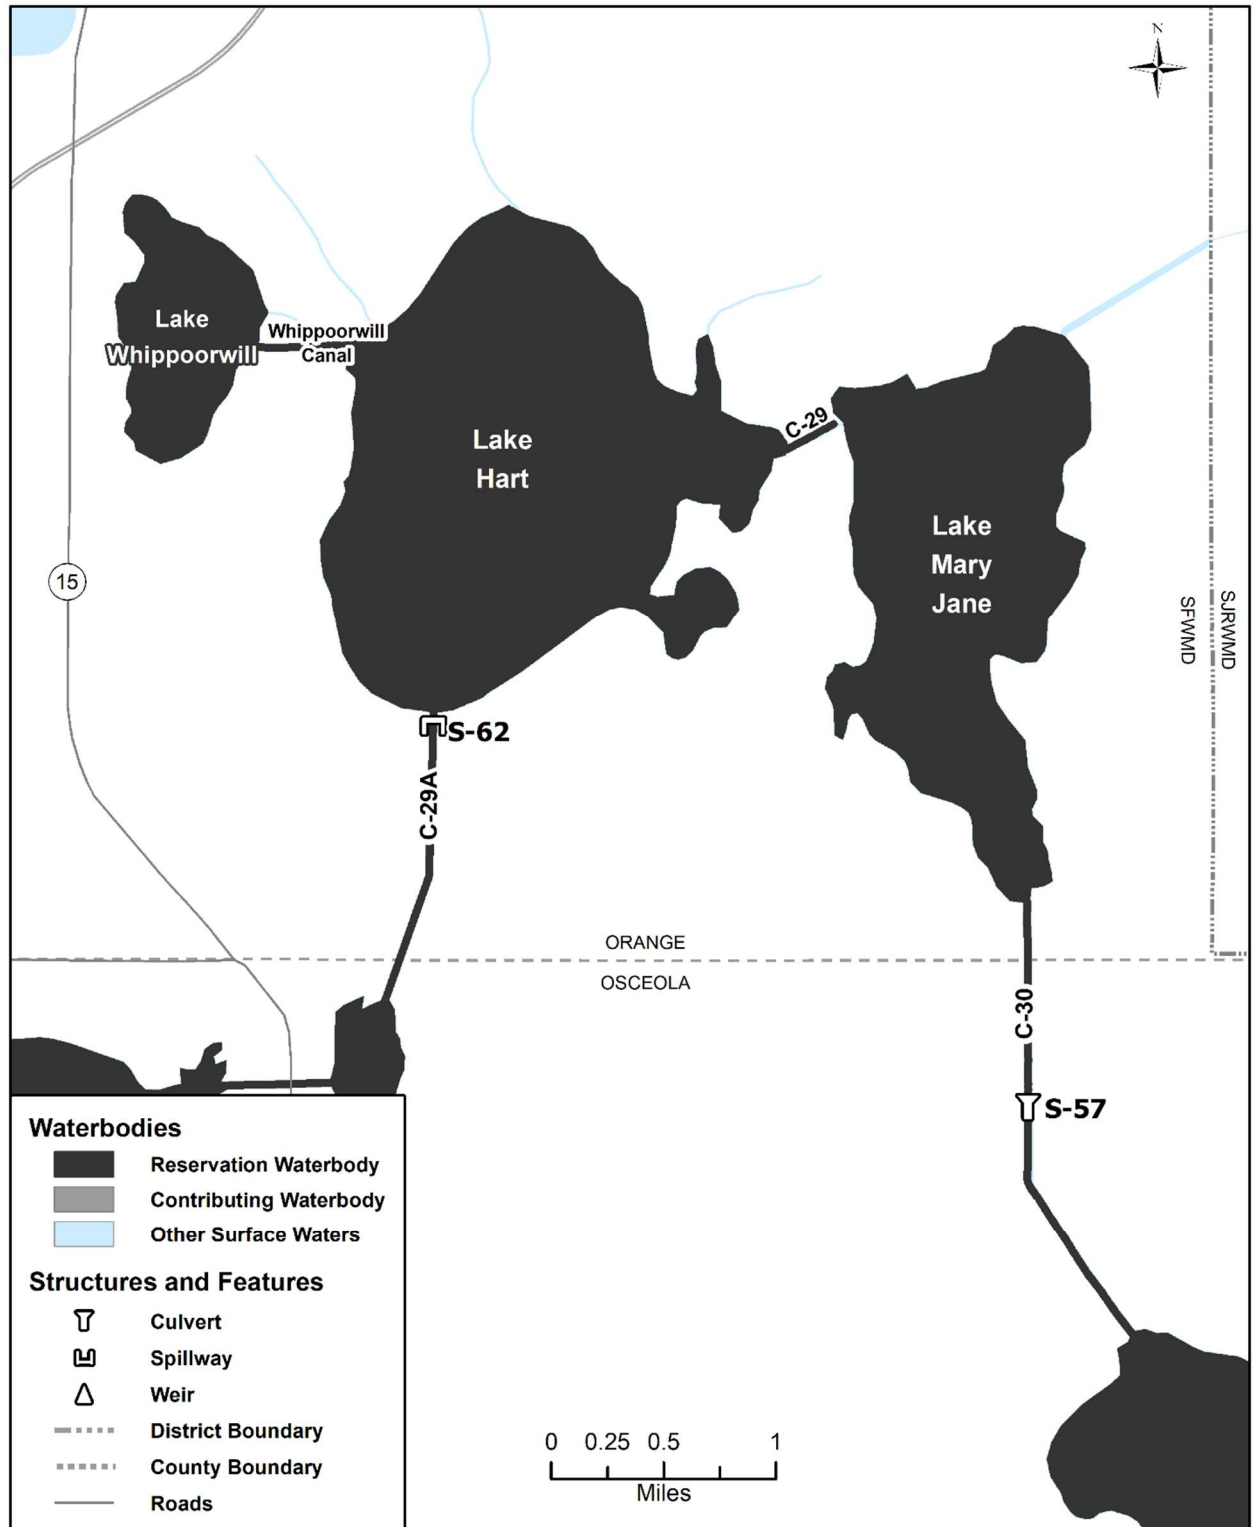 N
Lake
Whippoorwill
Whippoorwill
Canal
Lake
Hart
C-29
Lake
Mary
Jane
15
SFWMD
SJRWMD
S-62
C-29A
ORANGE
OSCEOLA
C-30
S-57
Waterbodies
Reservation Waterbody
Contributing Waterbody
Other Surface Waters
Structures and Features
Culvert
Spillway
Weir
District Boundary
County Boundary
Roads
0 0.25 0.5 1
Miles